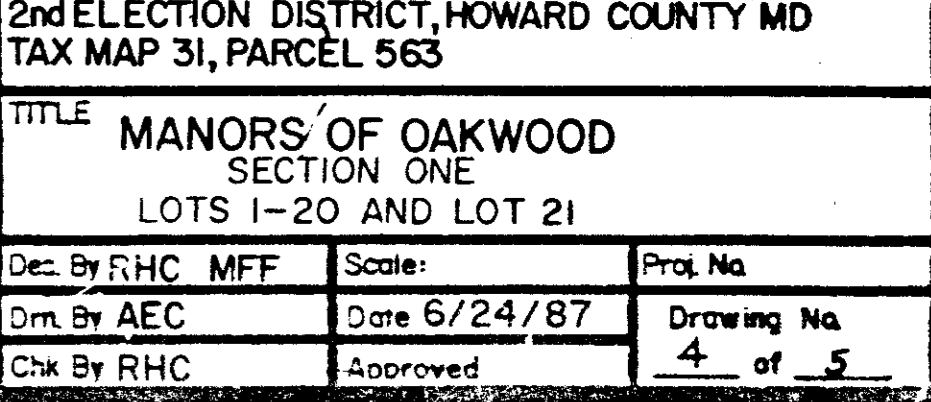 2nd ELECTION DISTRICT, HOWARD COUNTY MD
TAX MAP 31, PARCEL 563
TITLE
MANORS OF OAKWOOD
SECTION ONE
LOTS 1-20 AND LOT 21
Des. By RHC MFF
Scale:
Proj. No.
Drn. By AEC
Date 6/24/87
Drawing No.
4 of 5
Chk By RHC
Approved